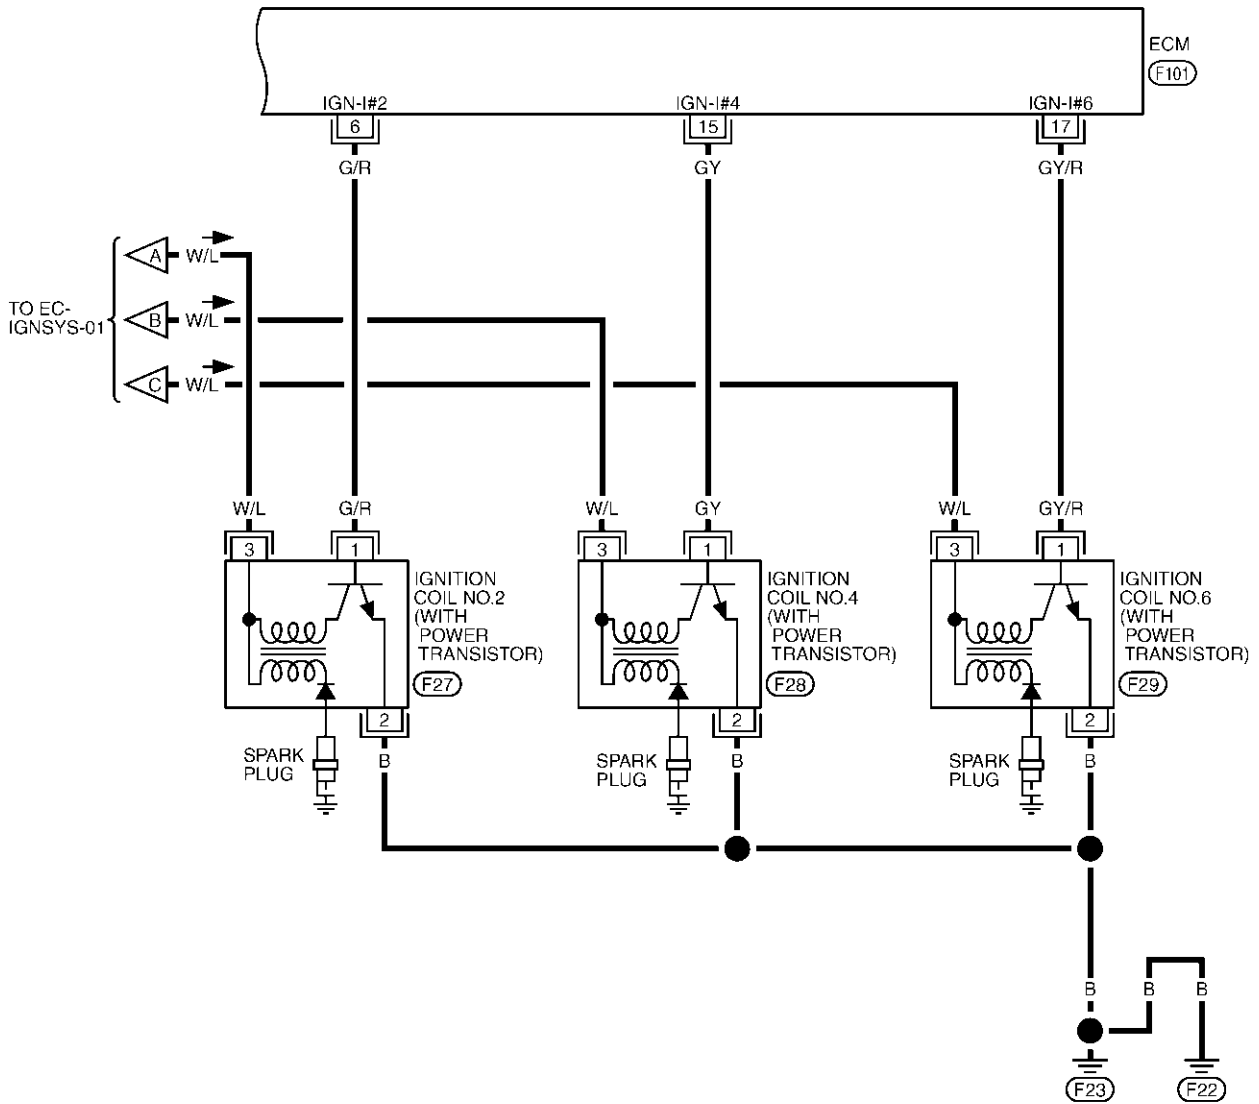 ECM
F101
IGN-I#2 IGN-I#4 IGN-I#6
6 15 17
G/R GY GY/R
A W/L
TO EC-
IGNSYS-01
B W/L
C W/L
W/L G/R W/L GY W/L GY/R
3 1 3 1 3 1
IGNITION
COIL NO.2
(WITH
POWER
TRANSISTOR)
F27
IGNITION
COIL NO.4
(WITH
POWER
TRANSISTOR)
F28
IGNITION
COIL NO.6
(WITH
POWER
TRANSISTOR)
F29
2 2 2
SPARK
PLUG
B
SPARK
PLUG
B
SPARK
PLUG
B
B B B
F23 F22